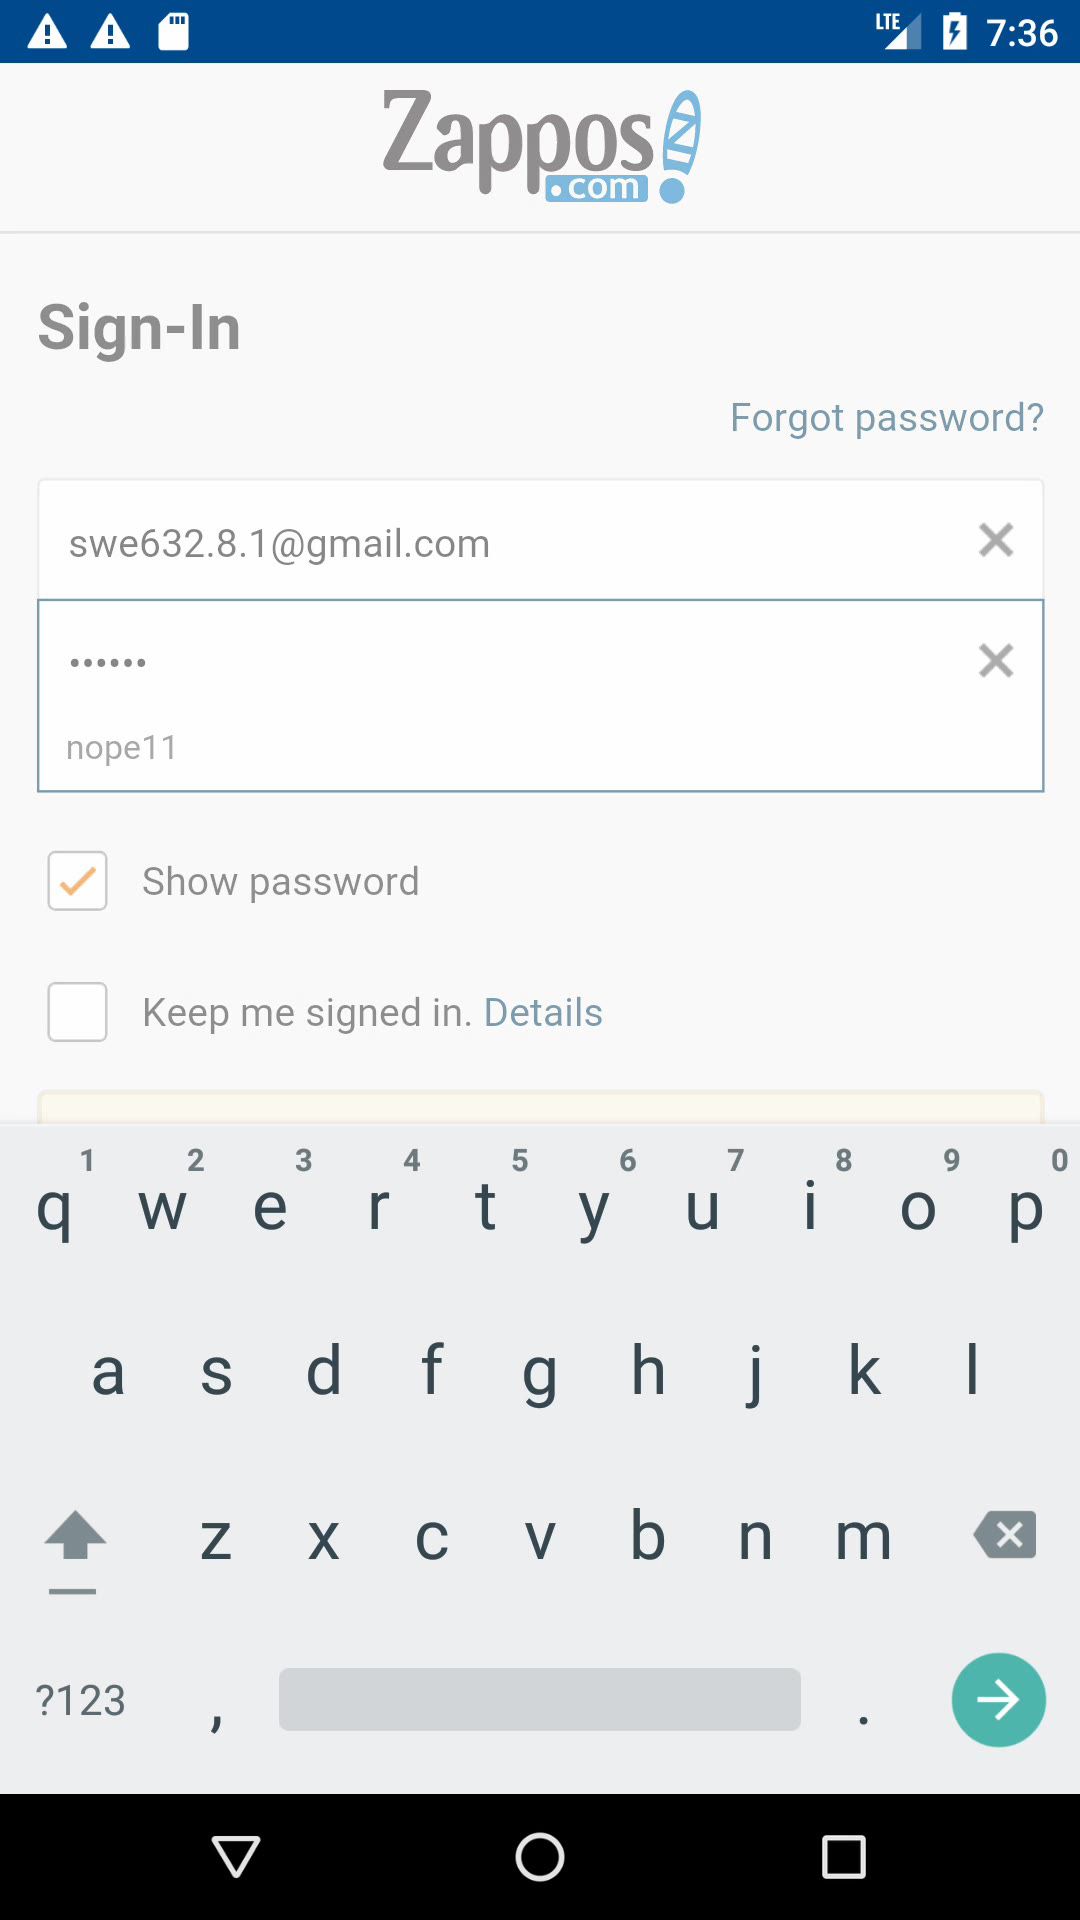 LTE 7:36
Zappos
.com
Sign-In
Forgot password?
swe632.8.1@gmail.com
••••••
nope11
Show password
Keep me signed in. Details
1 2 3 4 5 6 7 8 9 0
q w e r t y u i o p
a s d f g h j k l
z x c v b n m
?123 , .